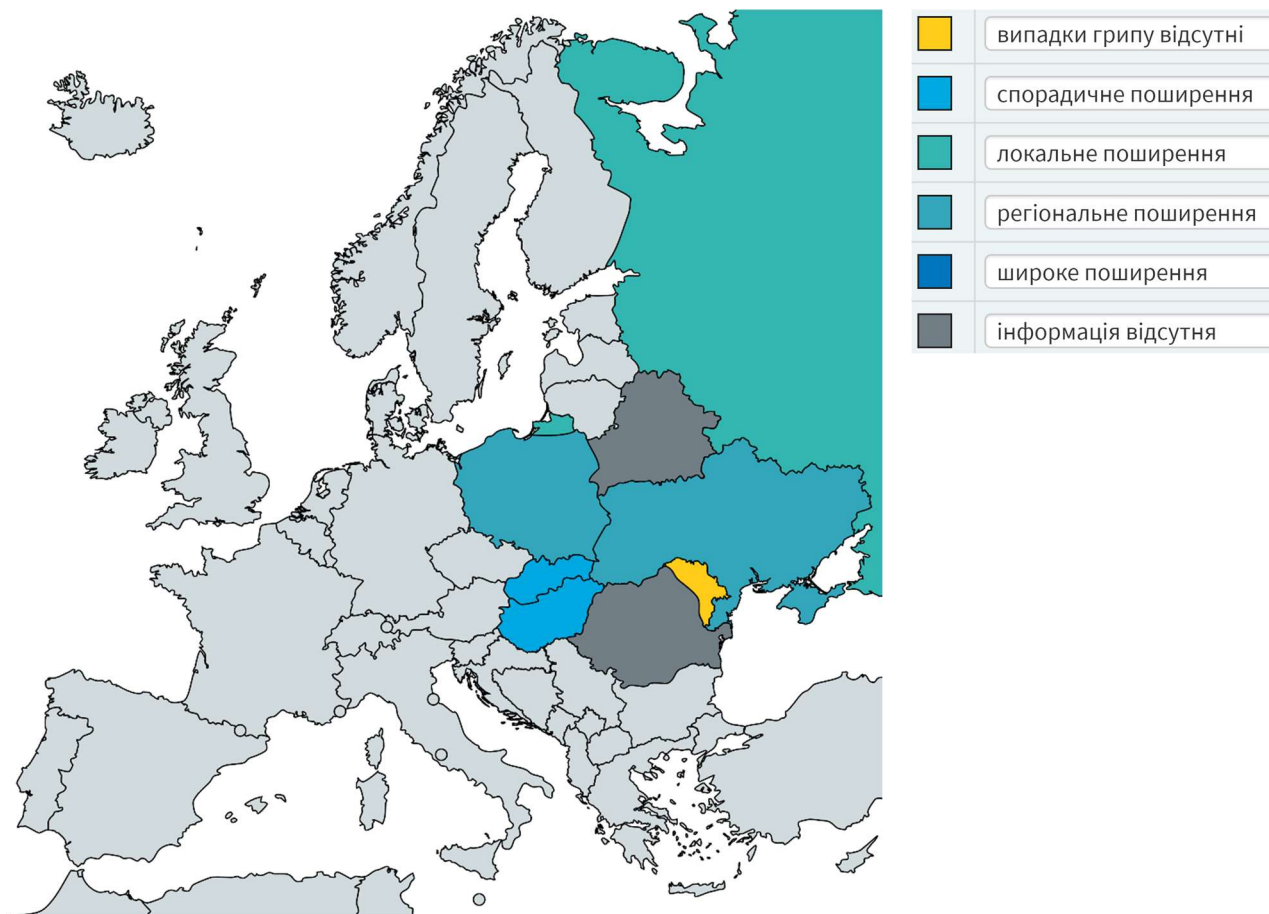 випадки грипу відсутні
спорадичне поширення
локальне поширення
регіональне поширення
широке поширення
інформація відсутня